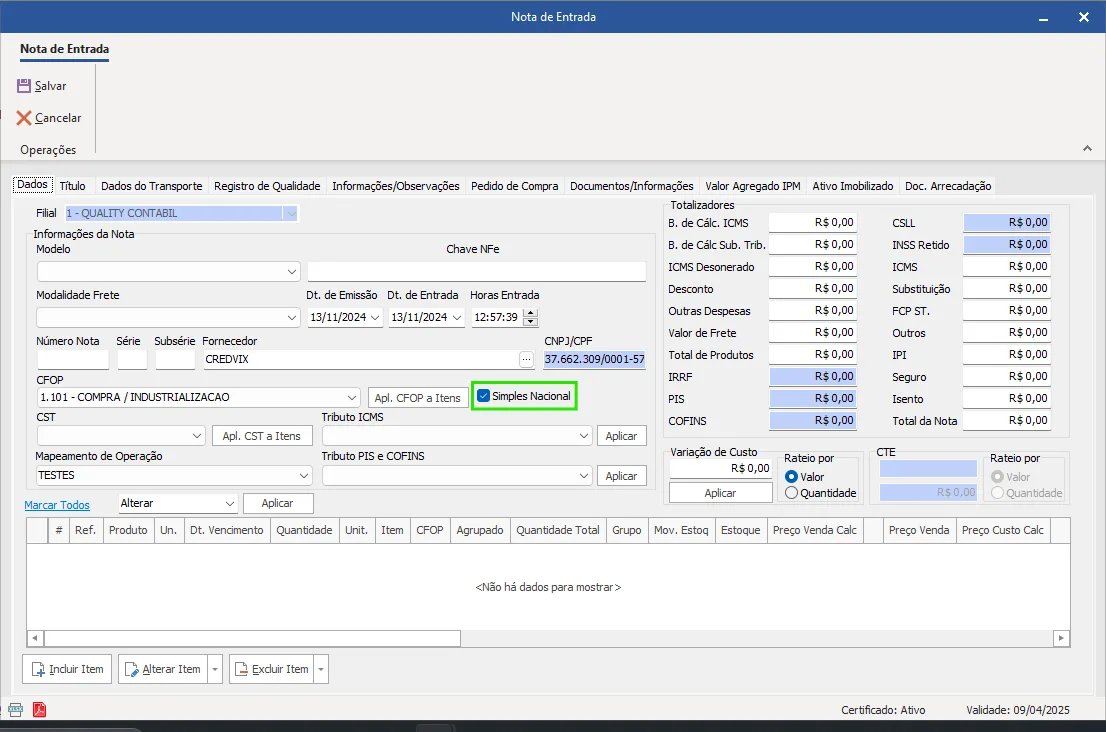 Nota de Entrada
Nota de Entrada
Salvar
Cancelar
Operações
Dados Título Dados do Transporte Registro de Qualidade Informações/Observações Pedido de Compra Documentos/Informações Valor Agregado IPM Ativo Imobilizado Doc. Arrecadação
Filial 1 - QUALITY CONTABIL
Informações da Nota
Modelo Chave NFe
Modalidade Frete Dt. de Emissão Dt. de Entrada Horas Entrada
13/11/2024 13/11/2024 12:57:39
Número Nota Série Subsérie Fornecedor CNPJ/CPF
CREDVIX ... 37.662.309/0001-57
CFOP
1.101 - COMPRA / INDUSTRIALIZACAO Apl. CFOP a Itens Simples Nacional
CST Tributo ICMS
Apl. CST a Itens Aplicar
Mapeamento de Operação Tributo PIS e COFINS
TESTES Aplicar
Totalizadores
B. de Cálc. ICMS R$ 0,00 CSLL R$ 0,00
B. de Cálc Sub. Trib. R$ 0,00 INSS Retido R$ 0,00
ICMS Desonerado R$ 0,00 ICMS R$ 0,00
Desconto R$ 0,00 Substituição R$ 0,00
Outras Despesas R$ 0,00 FCP ST. R$ 0,00
Valor de Frete R$ 0,00 Outros R$ 0,00
Total de Produtos R$ 0,00 IPI R$ 0,00
IRRF R$ 0,00 Seguro R$ 0,00
PIS R$ 0,00 Isento R$ 0,00
COFINS R$ 0,00 Total da Nota R$ 0,00
Variação de Custo CTE
R$ 0,00 Rateio por Rateio por
Valor Valor
Aplicar Quantidade R$ 0,00 Quantidade
Marcar Todos Alterar Aplicar
# Ref. Produto Un. Dt. Vencimento Quantidade Unit. Item CFOP Agrupado Quantidade Total Grupo Mov. Estoq Estoque Preço Venda Calc Preço Venda Preço Custo Calc
<Não há dados para mostrar>
Incluir Item Alterar Item Excluir Item
Certificado: Ativo Validade: 09/04/2025